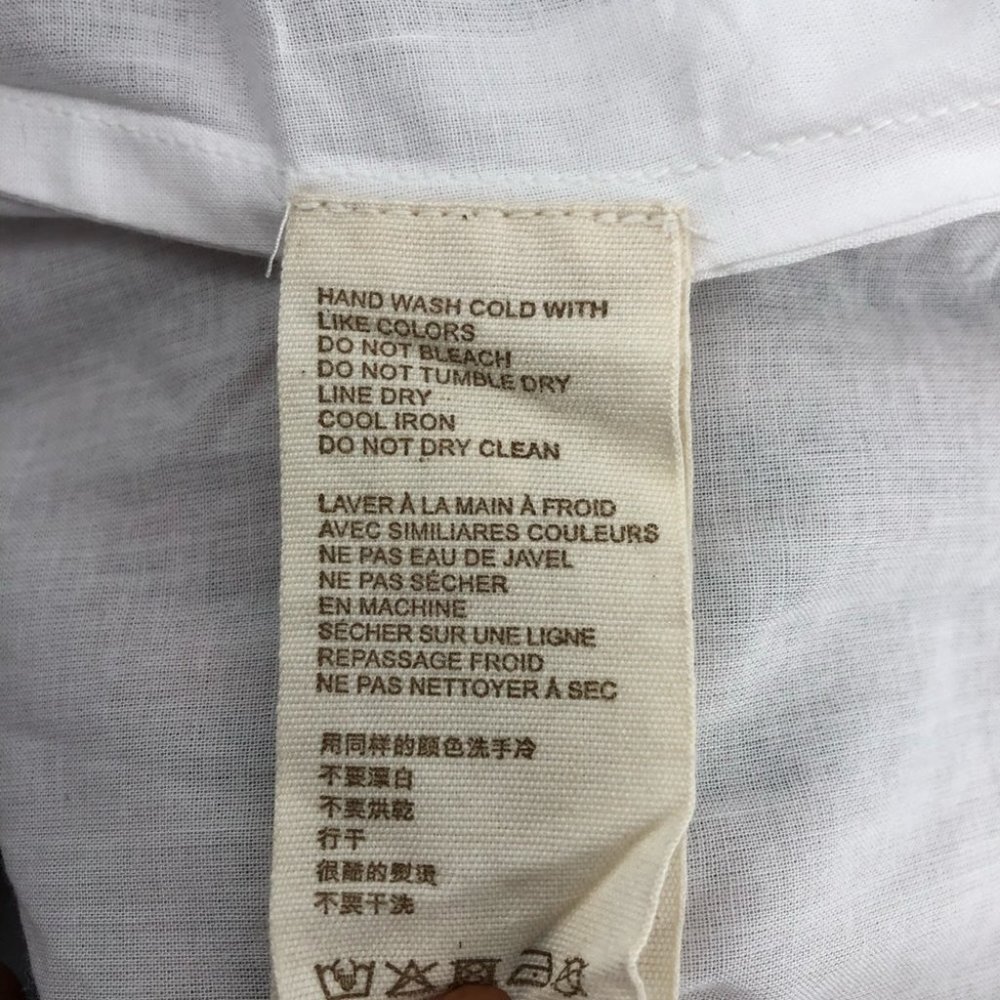 HAND WASH COLD WITH
LIKE COLORS
DO NOT BLEACH
DO NOT TUMBLE DRY
LINE DRY
COOL IRON
DO NOT DRY CLEAN
LAVER À LA MAIN À FROID
AVEC SIMILIARES COULEURS
NE PAS EAU DE JAVEL
NE PAS SÉCHER
EN MACHINE
SÉCHER SUR UNE LIGNE
REPASSAGE FROID
NE PAS NETTOYER À SEC
用同样的颜色洗手冷
不要漂白
不要烘乾
行干
很酷的熨烫
不要干洗